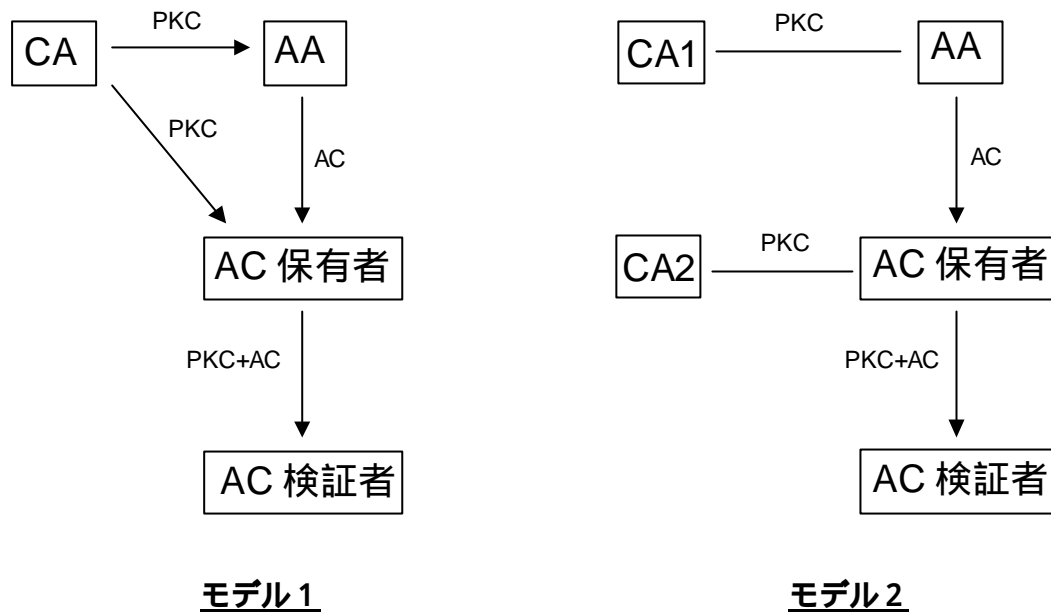 PKC
CA
AA
PKC
AC
AC 保有者
PKC+AC
AC 検証者
モデル 1
PKC
CA1
AA
AC
PKC
CA2
AC 保有者
PKC+AC
AC 検証者
モデル 2